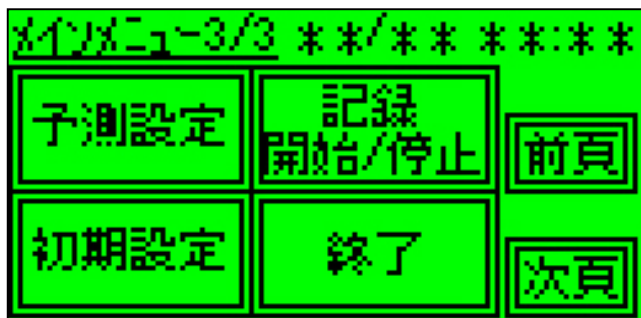 メインメニュー3/3 **/** **:**
予測設定
記録
開始/停止
前頁
初期設定
終了
次頁